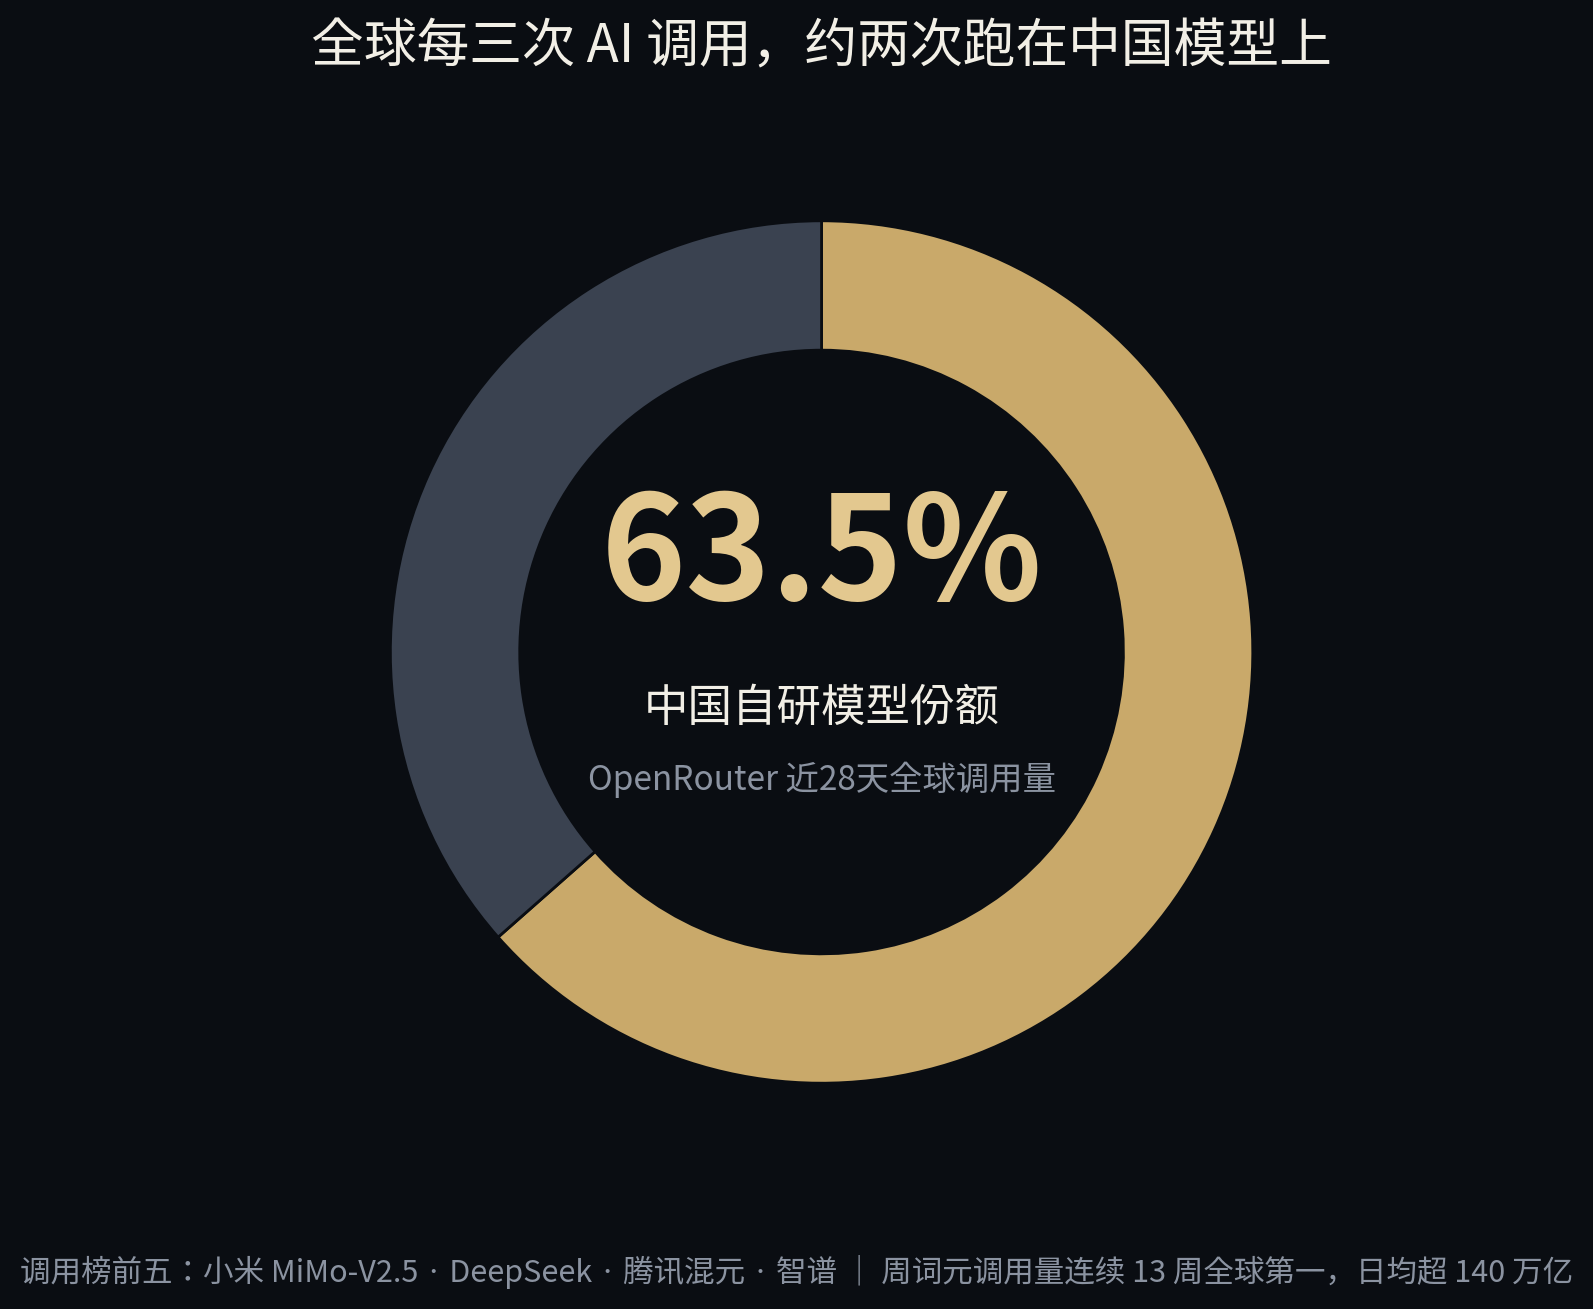 全球每三次 AI 调用，约两次跑在中国模型上
63.5%
中国自研模型份额
OpenRouter 近28天全球调用量
调用榜前五：小米 MiMo-V2.5 · DeepSeek · 腾讯混元 · 智谱 ｜ 周词元调用量连续 13 周全球第一，日均超 140 万亿